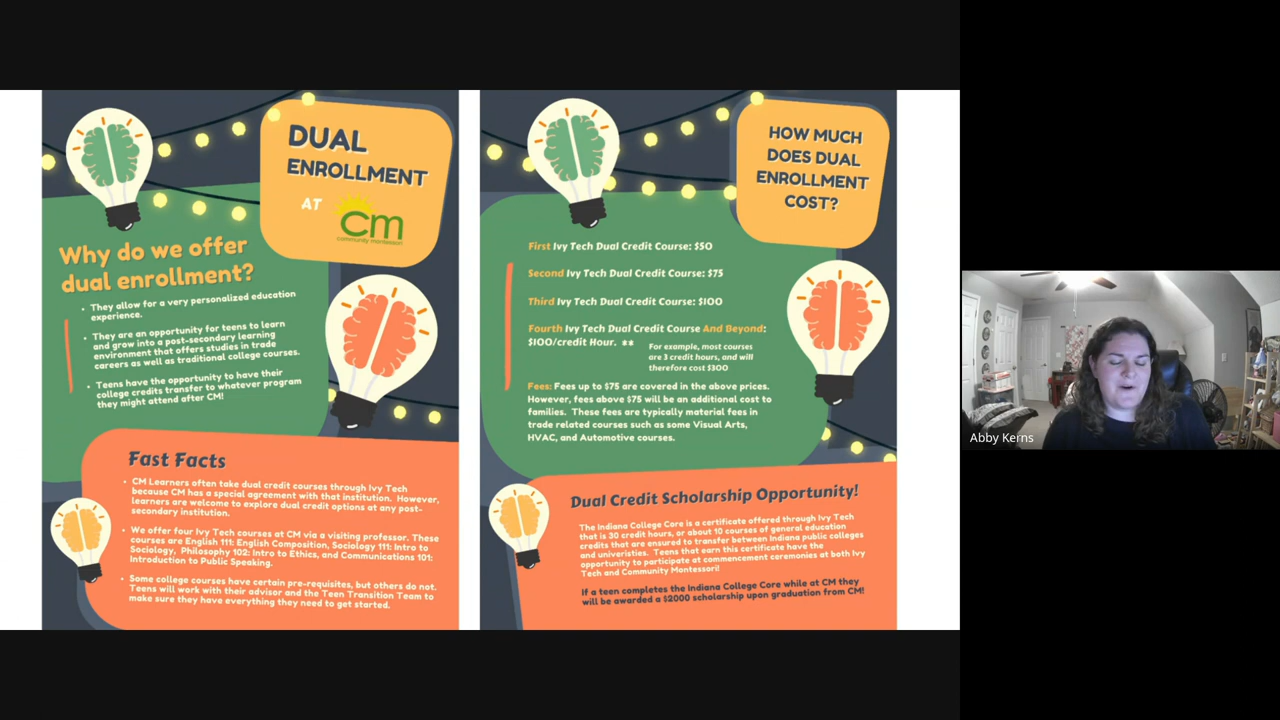 DUAL
ENROLLMENT
AT cm
community montessori
Why do we offer
dual enrollment?
• They allow for a very personalized education
experience.
• They are an opportunity for teens to learn
and grow into a post-secondary learning
environment that offers studies in trade
careers as well as traditional college courses.
• Teens have the opportunity to have their
college credits transfer to whatever program
they might attend after CM!
Fast Facts
• CM Learners often take dual credit courses through Ivy Tech
because CM has a special agreement with that institution. However,
learners are welcome to explore dual credit options at any post-
secondary institution.
• We offer four Ivy Tech courses at CM via a visiting professor. These
courses are English 111: English Composition, Sociology 111: Intro to
Sociology, Philosophy 102: Intro to Ethics, and Communications 101:
Introduction to Public Speaking.
• Some college courses have certain pre-requisites, but others do not.
Teens will work with their advisor and the Teen Transition Team to
make sure they have everything they need to get started.
HOW MUCH
DOES DUAL
ENROLLMENT
COST?
First Ivy Tech Dual Credit Course: $50
Second Ivy Tech Dual Credit Course: $75
Third Ivy Tech Dual Credit Course: $100
Fourth Ivy Tech Dual Credit Course And Beyond:
$100/credit Hour. **
For example, most courses
are 3 credit hours, and will
therefore cost $300
Fees: Fees up to $75 are covered in the above prices.
However, fees above $75 will be an additional cost to
families. These fees are typically material fees in
trade related courses such as some Visual Arts,
HVAC, and Automotive courses.
Dual Credit Scholarship Opportunity!
The Indiana College Core is a certificate offered through Ivy Tech
that is 30 credit hours, or about 10 courses of general education
credits that are ensured to transfer between Indiana public colleges
and univeristies. Teens that earn this certificate have the
opportunity to participate at commencement ceremonies at both Ivy
Tech and Community Montessori!
If a teen completes the Indiana College Core while at CM they
will be awarded a $2000 scholarship upon graduation from CM!
Abby Kerns